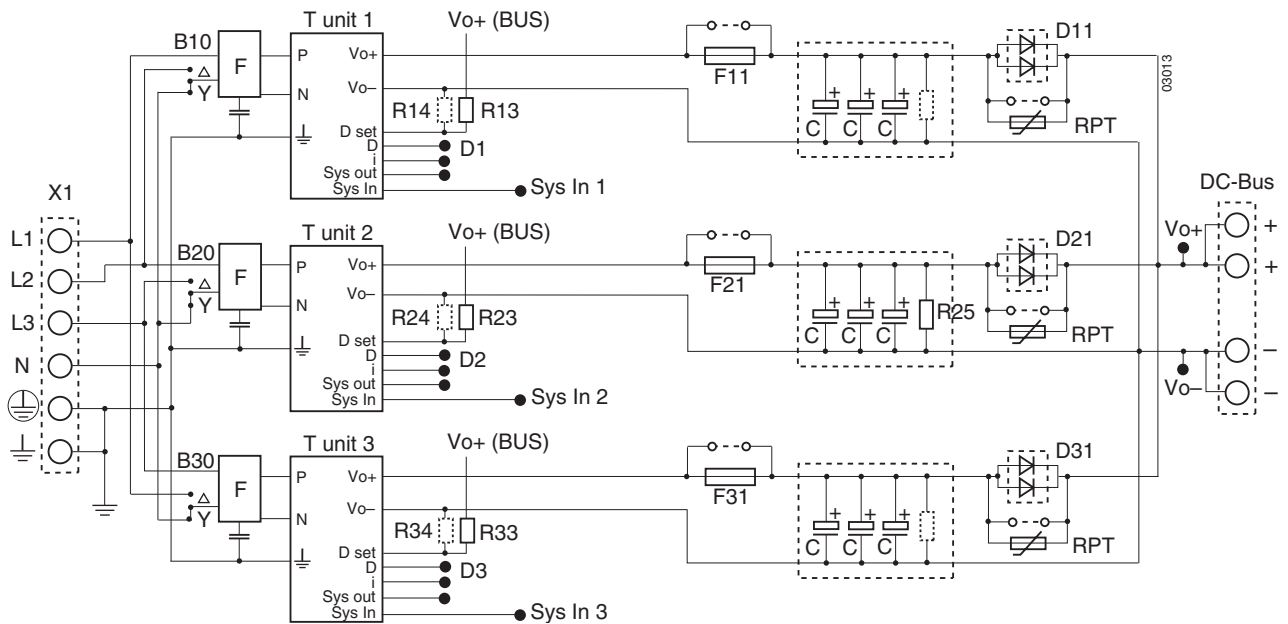 T unit 1
Vo+ (BUS)
B10
F
Δ
Y
P
N
Vo+
Vo–
D set
D
i
Sys out
Sys In
R14
R13
D1
Sys In 1
F11
+
+
+
C
C
C
D11
RPT
03013
X1
L1
L2
L3
N
T unit 2
Vo+ (BUS)
B20
F
Δ
Y
P
N
Vo+
Vo–
D set
D
i
Sys out
Sys In
R24
R23
D2
Sys In 2
F21
+
+
+
C
C
C
R25
D21
RPT
DC-Bus
Vo+
+
+
–
–
Vo–
T unit 3
Vo+ (BUS)
B30
F
Δ
Y
P
N
Vo+
Vo–
D set
D
i
Sys out
Sys In
R34
R33
D3
Sys In 3
F31
+
+
+
C
C
C
D31
RPT